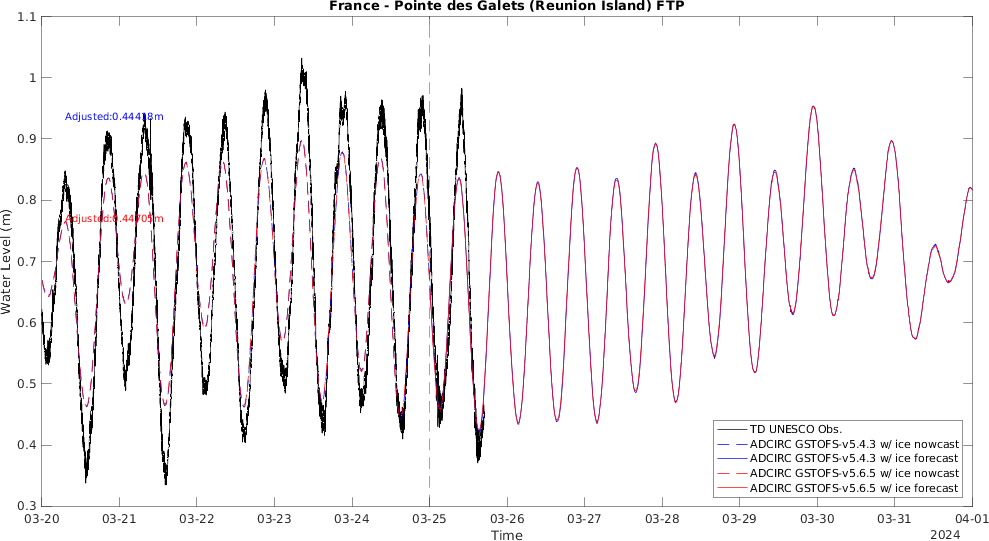 France - Pointe des Galets (Reunion Island) FTP
1.1
1
0.9
0.8
0.7
0.6
0.5
0.4
0.3
Water Level (m)
Adjusted:0.44705m
TD UNESCO Obs.
ADCIRC GSTOFS-v5.4.3 w/ ice nowcast
ADCIRC GSTOFS-v5.4.3 w/ ice forecast
ADCIRC GSTOFS-v5.6.5 w/ ice nowcast
ADCIRC GSTOFS-v5.6.5 w/ ice forecast
03-20 03-21 03-22 03-23 03-24 03-25 03-26 03-27 03-28 03-29 03-30 03-31 04-01
Time
2024